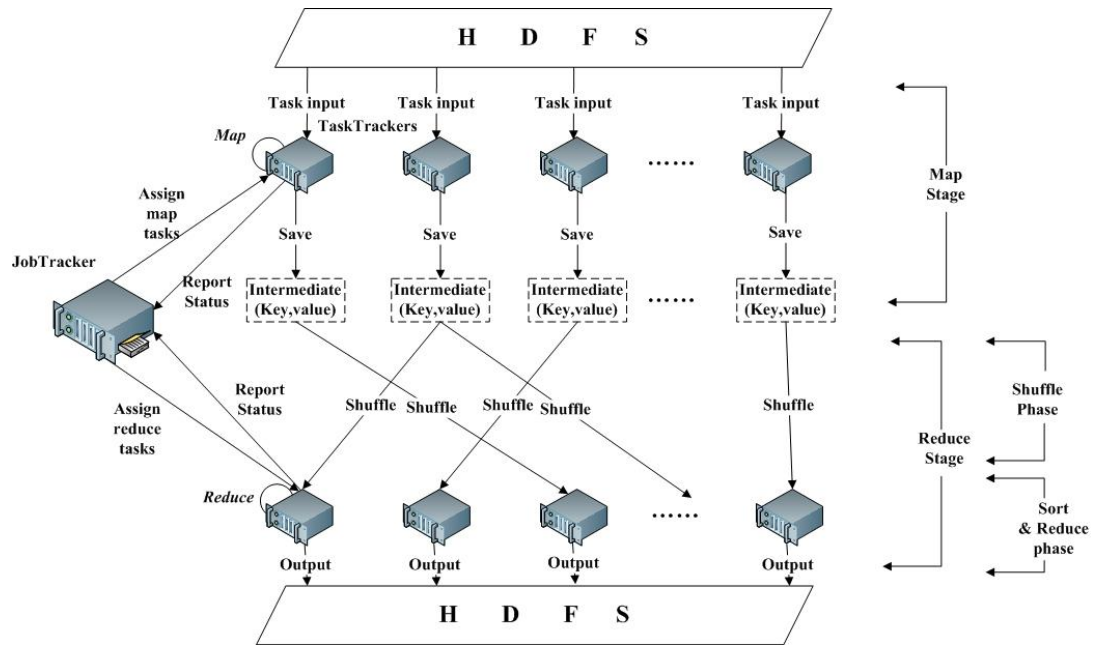 H D F S
Task input Task input Task input Task input
Map
TaskTrackers
......
Map
Stage
Assign
map
tasks
Save Save Save Save
JobTracker
Report
Status
Intermediate
(Key,value)
Intermediate
(Key,value)
Intermediate
(Key,value)
......
Intermediate
(Key,value)
Report
Status
Assign
reduce
tasks
Shuffle Shuffle Shuffle Shuffle Shuffle
Reduce
Stage
Shuffle
Phase
Reduce
......
Sort
& Reduce
phase
Output Output Output Output
H D F S